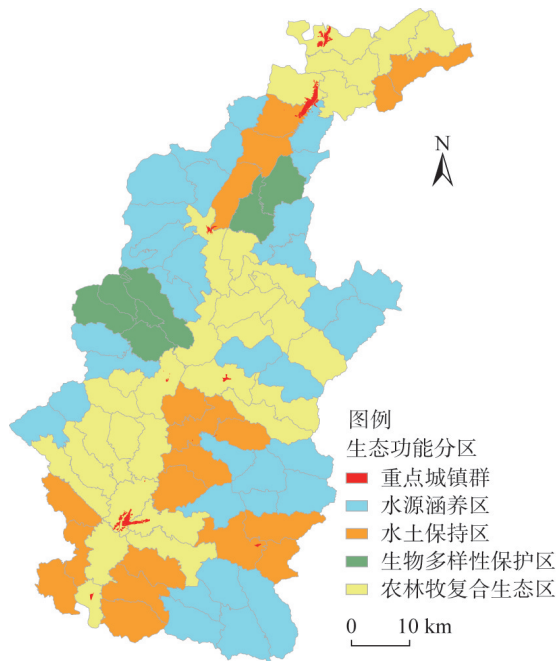 N
图例
生态功能分区
重点城镇群
水源涵养区
水土保持区
生物多样性保护区
农林牧复合生态区
0 10 km